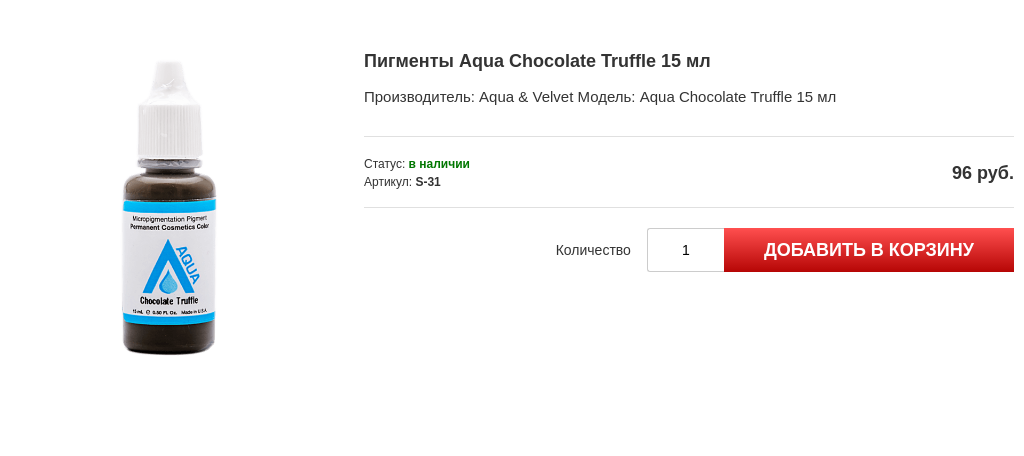 Пигменты Aqua Chocolate Truffle 15 мл
Производитель: Aqua & Velvet Модель: Aqua Chocolate Truffle 15 мл
Статус: в наличии
Артикул: S-31
96 руб.
Количество
1
ДОБАВИТЬ В КОРЗИНУ
Micropigmentation Pigment
Permanent Cosmetics Color
AQUA
Chocolate Truffle
15 mL ℮ 0.50 Fl. Oz. Made in U.S.A.